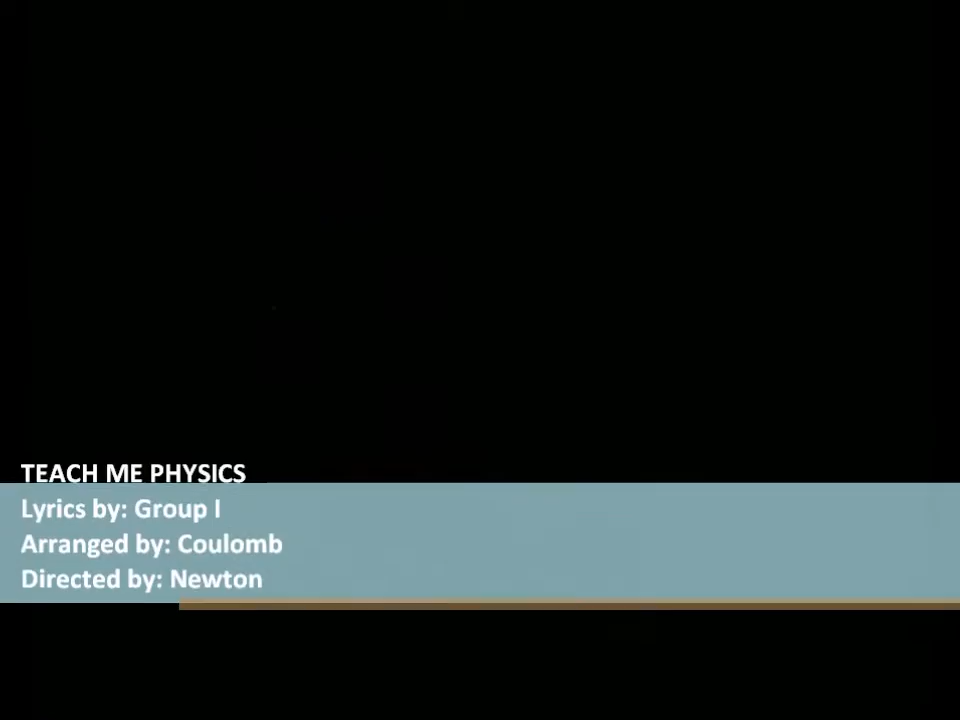 TEACH ME PHYSICS
Lyrics by: Group I
Arranged by: Coulomb
Directed by: Newton